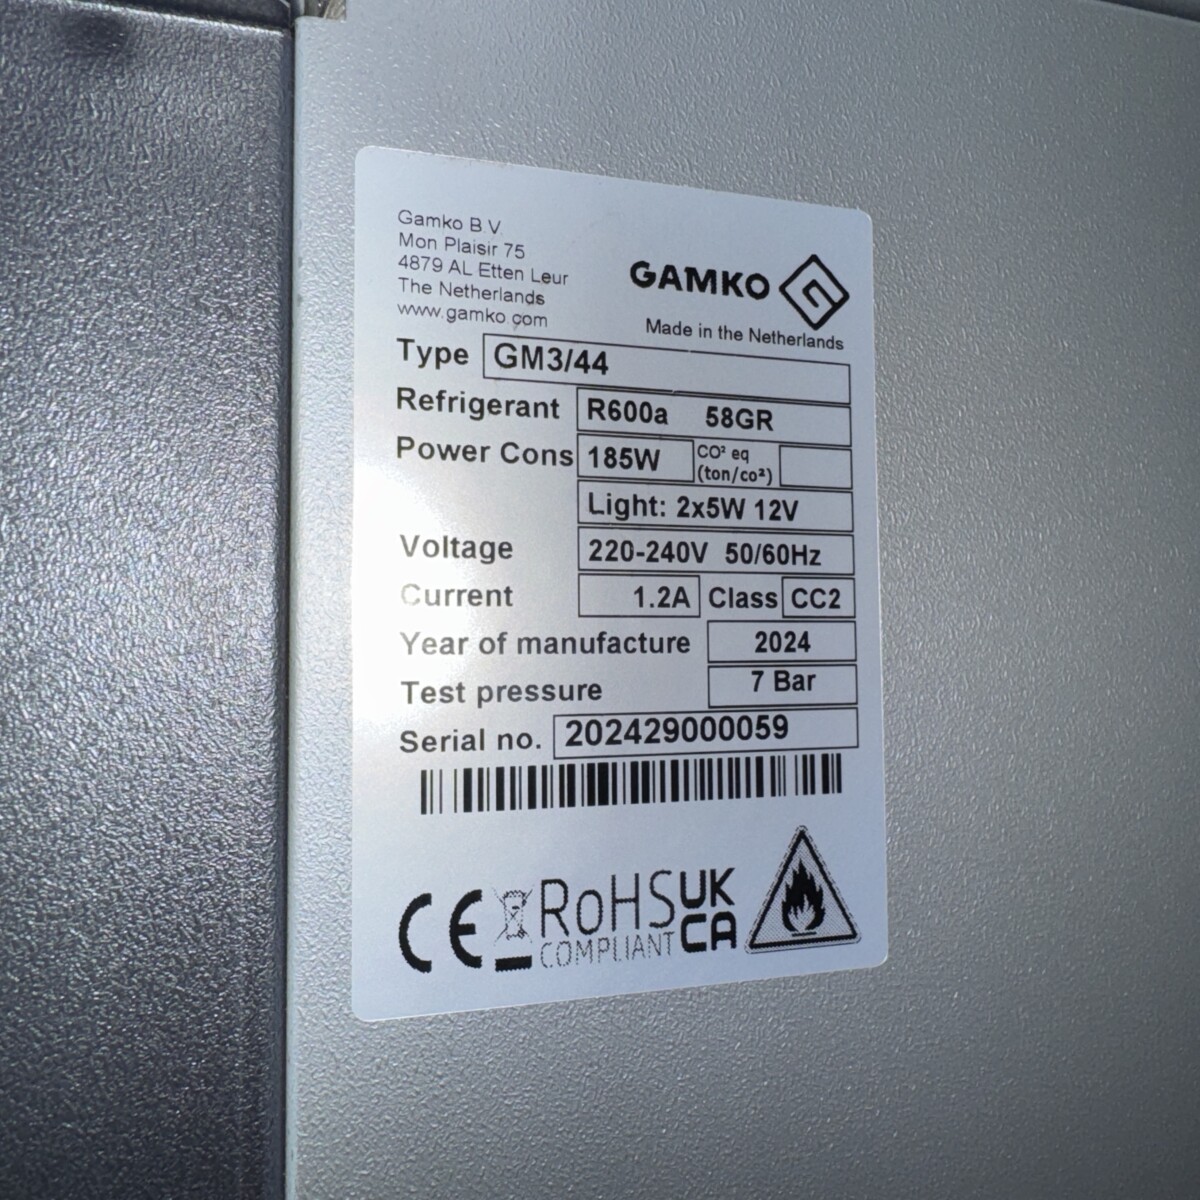 Gamko B V
Mon Plaisir 75
4879 AL Etten Leur
The Netherlands
www.gamko.com
GAMKO
Made in the Netherlands
Type GM3/44
Refrigerant R600a 58GR
Power Cons 185W CO² eq (ton/co²)
Light: 2x5W 12V
Voltage 220-240V 50/60Hz
Current 1.2A Class CC2
Year of manufacture 2024
Test pressure 7 Bar
Serial no. 202429000059
CE RoHS COMPLIANT UK CA